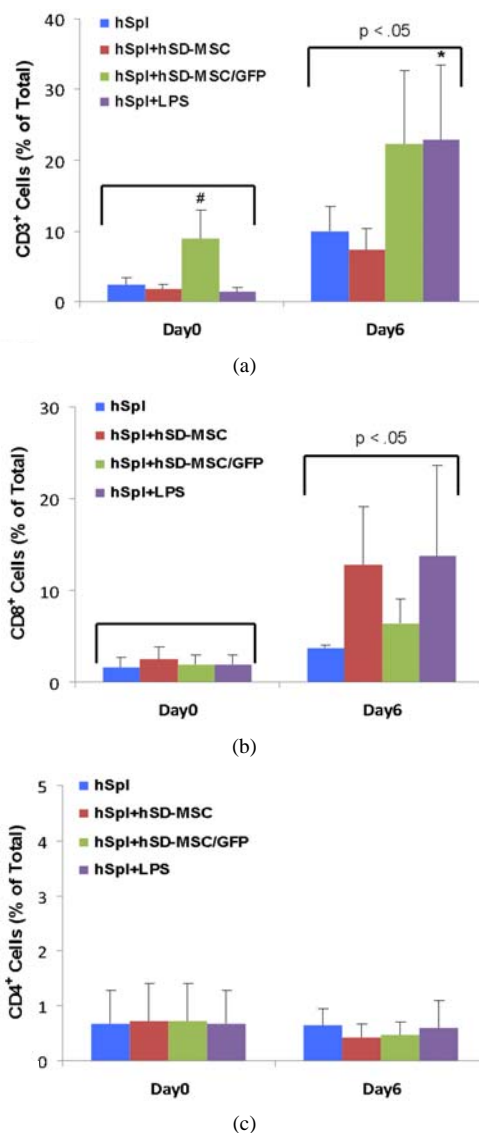 40
30
20
10
0
CD3+ Cells (% of Total)
hSpl
hSpl+hSD-MSC
hSpl+hSD-MSC/GFP
hSpl+LPS
p < .05
#
*
Day0
Day6
(a)
30
20
10
0
CD8+ Cells (% of Total)
hSpl
hSpl+hSD-MSC
hSpl+hSD-MSC/GFP
hSpl+LPS
p < .05
Day0
Day6
(b)
5
4
3
2
1
0
CD4+ Cells (% of Total)
hSpl
hSpl+hSD-MSC
hSpl+hSD-MSC/GFP
hSpl+LPS
Day0
Day6
(c)